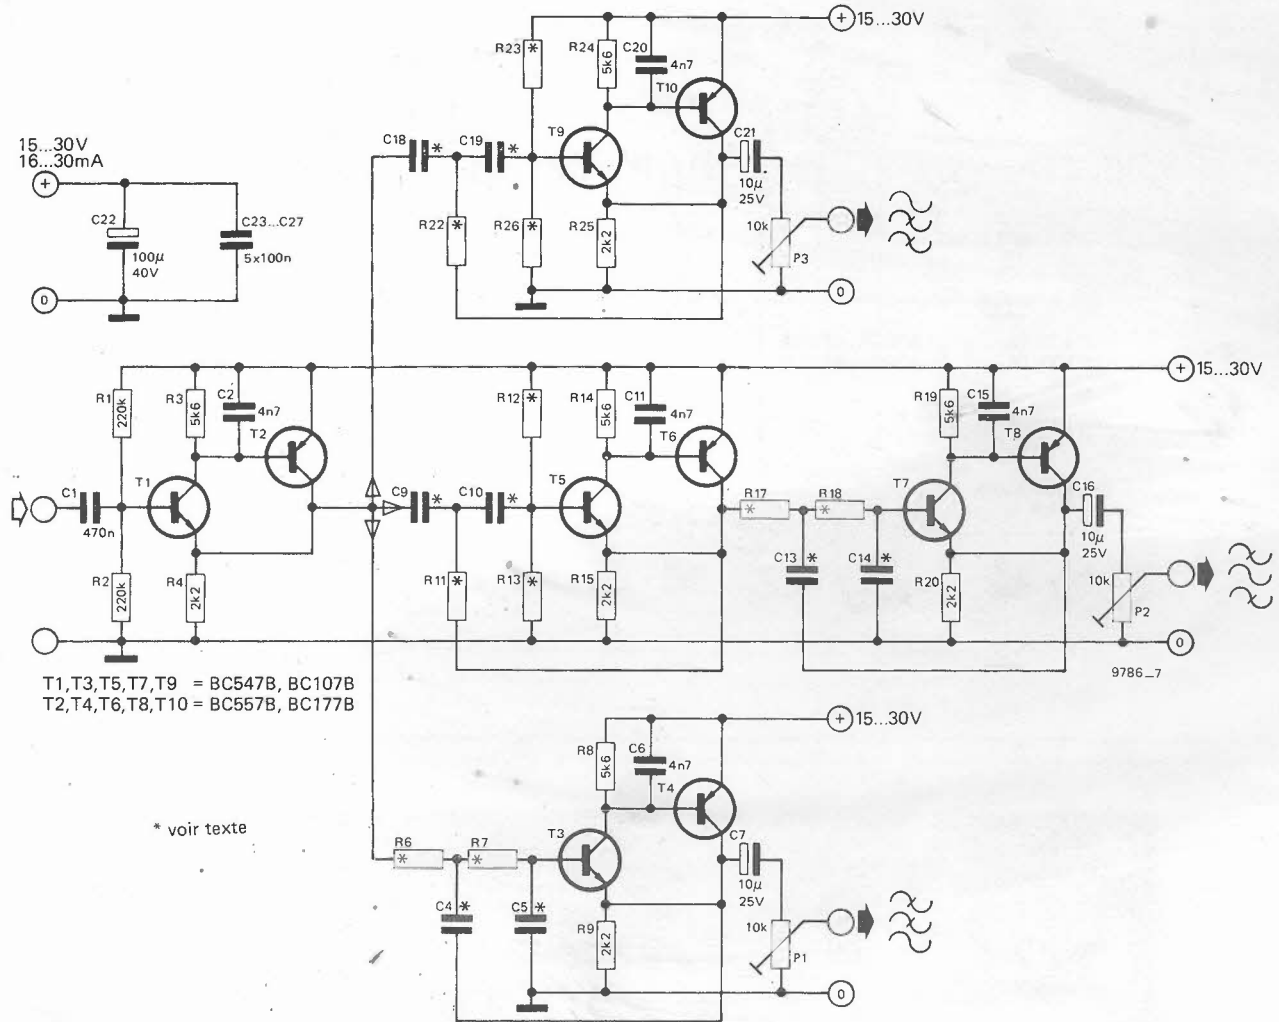 15...30V
R23 *
R24 5k6
C20 4n7
T10
15...30V
16...30mA
+
C22
100µ
40V
C23...C27
5x100n
0
C18 *
C19 *
T9
C21
10µ
25V
R22 *
R26 *
R25 2k2
10k
P3
0
+ 15...30V
R1 220k
R3 5k6
C2 4n7
T2
R12 *
R14 5k6
C11 4n7
T6
R19 5k6
C15 4n7
T8
C1
470n
T1
C9 *
C10 *
T5
R17 *
R18 *
T7
C16
10µ
25V
R2 220k
R4 2k2
R11 *
R13 *
R15 2k2
C13 *
C14 *
R20 2k2
10k
P2
0
9786_7
T1,T3,T5,T7,T9 = BC547B, BC107B
T2,T4,T6,T8,T10 = BC557B, BC177B
+ 15...30V
R8 5k6
C6 4n7
T4
* voir texte
R6 *
R7 *
T3
C7
10µ
25V
C4 *
C5 *
R9 2k2
10k
P1
0